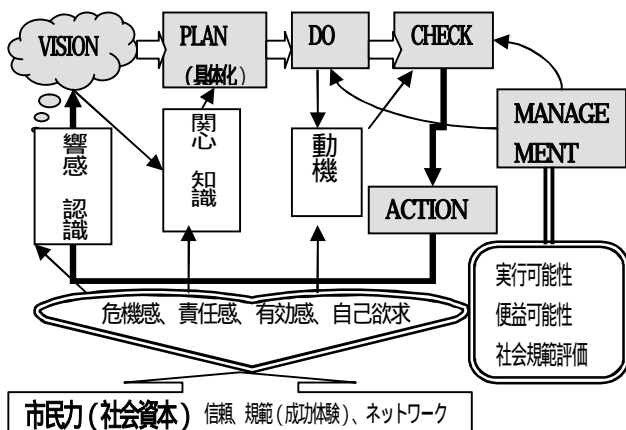 VISION
PLAN
(具体化)
DO
CHECK
MANAGE
MENT
響感 認識
関心 知識
動機
ACTION
実行可能性
便益可能性
社会規範評価
危機感、責任感、有効感、自己欲求
市民力(社会資本) 信頼、規範(成功体験)、ネットワーク